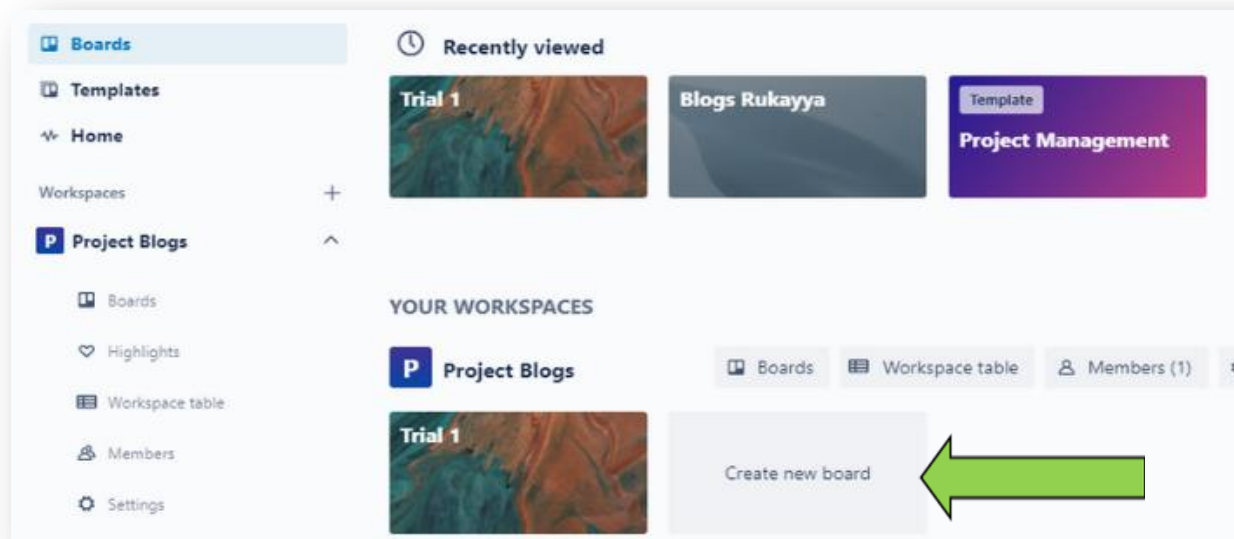 Boards
Templates
Home
Workspaces
P Project Blogs
Boards
Highlights
Workspace table
Members
Settings
Recently viewed
Trial 1
Blogs Rukayya
Template
Project Management
YOUR WORKSPACES
P Project Blogs
Boards
Workspace table
Members (1)
Trial 1
Create new board